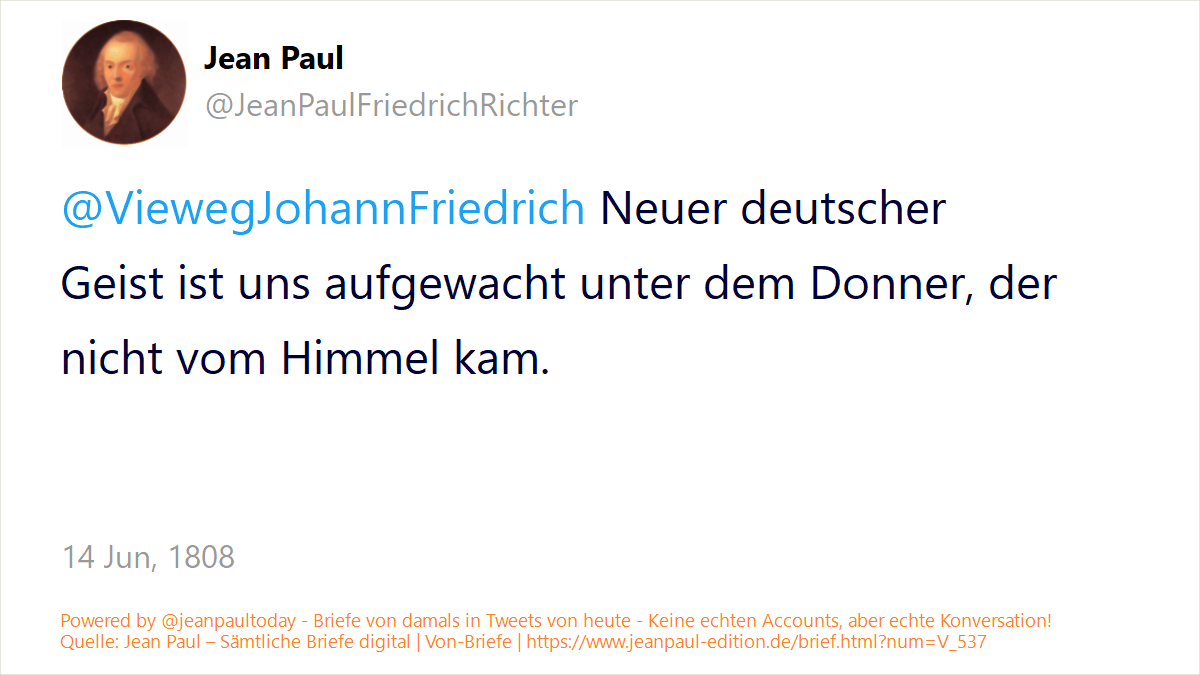 Jean Paul
@JeanPaulFriedrichRichter
@ViewegJohannFriedrich Neuer deutscher
Geist ist uns aufgewacht unter dem Donner, der
nicht vom Himmel kam.
14 Jun, 1808
Powered by @jeanpaultoday - Briefe von damals in Tweets von heute - Keine echten Accounts, aber echte Konversation!
Quelle: Jean Paul – Sämtliche Briefe digital | Von-Briefe | https://www.jeanpaul-edition.de/brief.html?num=V_537